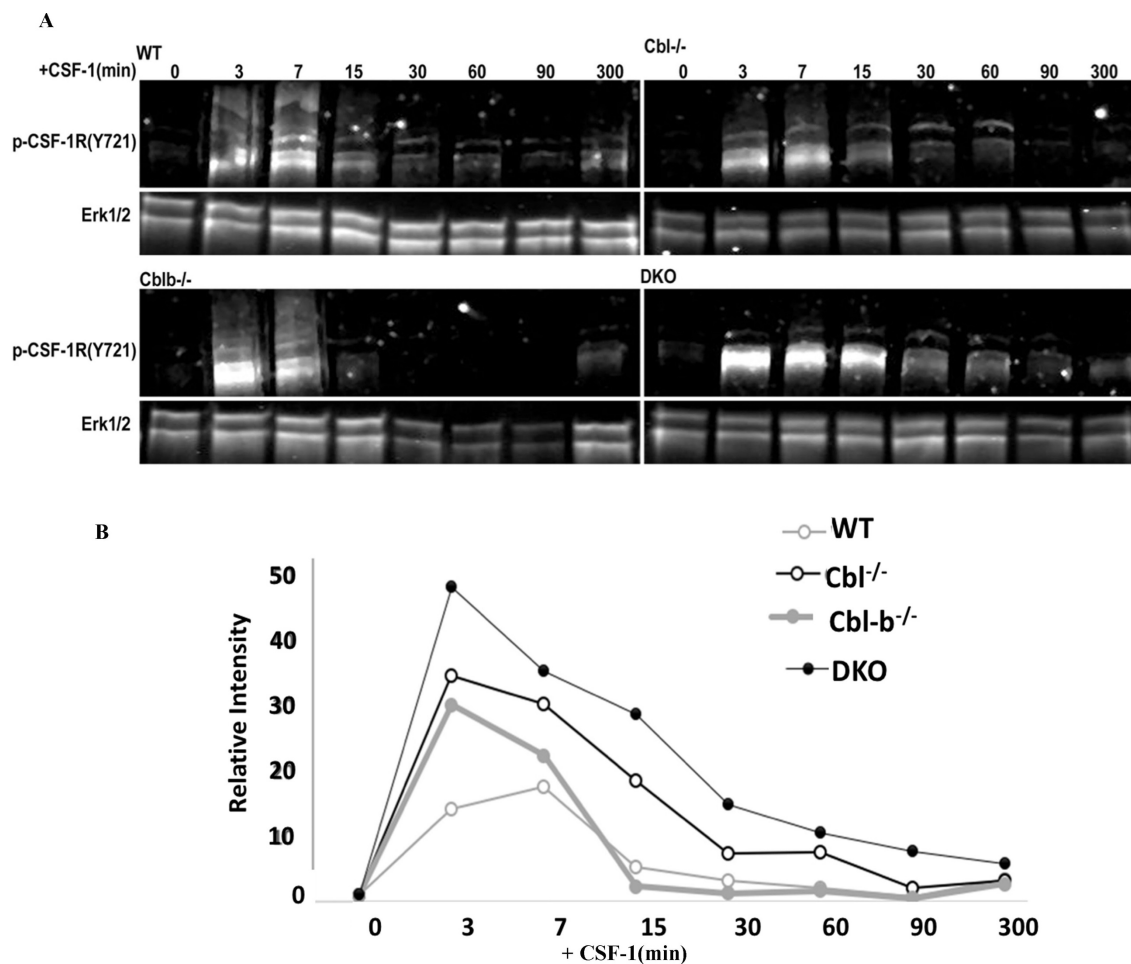 A
WT
Cbl-/-
+CSF-1(min) 0 3 7 15 30 60 90 300 0 3 7 15 30 60 90 300
p-CSF-1R(Y721)
Erk1/2
Cblb-/-
DKO
p-CSF-1R(Y721)
Erk1/2
B
WT
Cbl-/-
Cbl-b-/-
DKO
Relative Intensity
50
40
30
20
10
0
0 3 7 15 30 60 90 300
+ CSF-1(min)